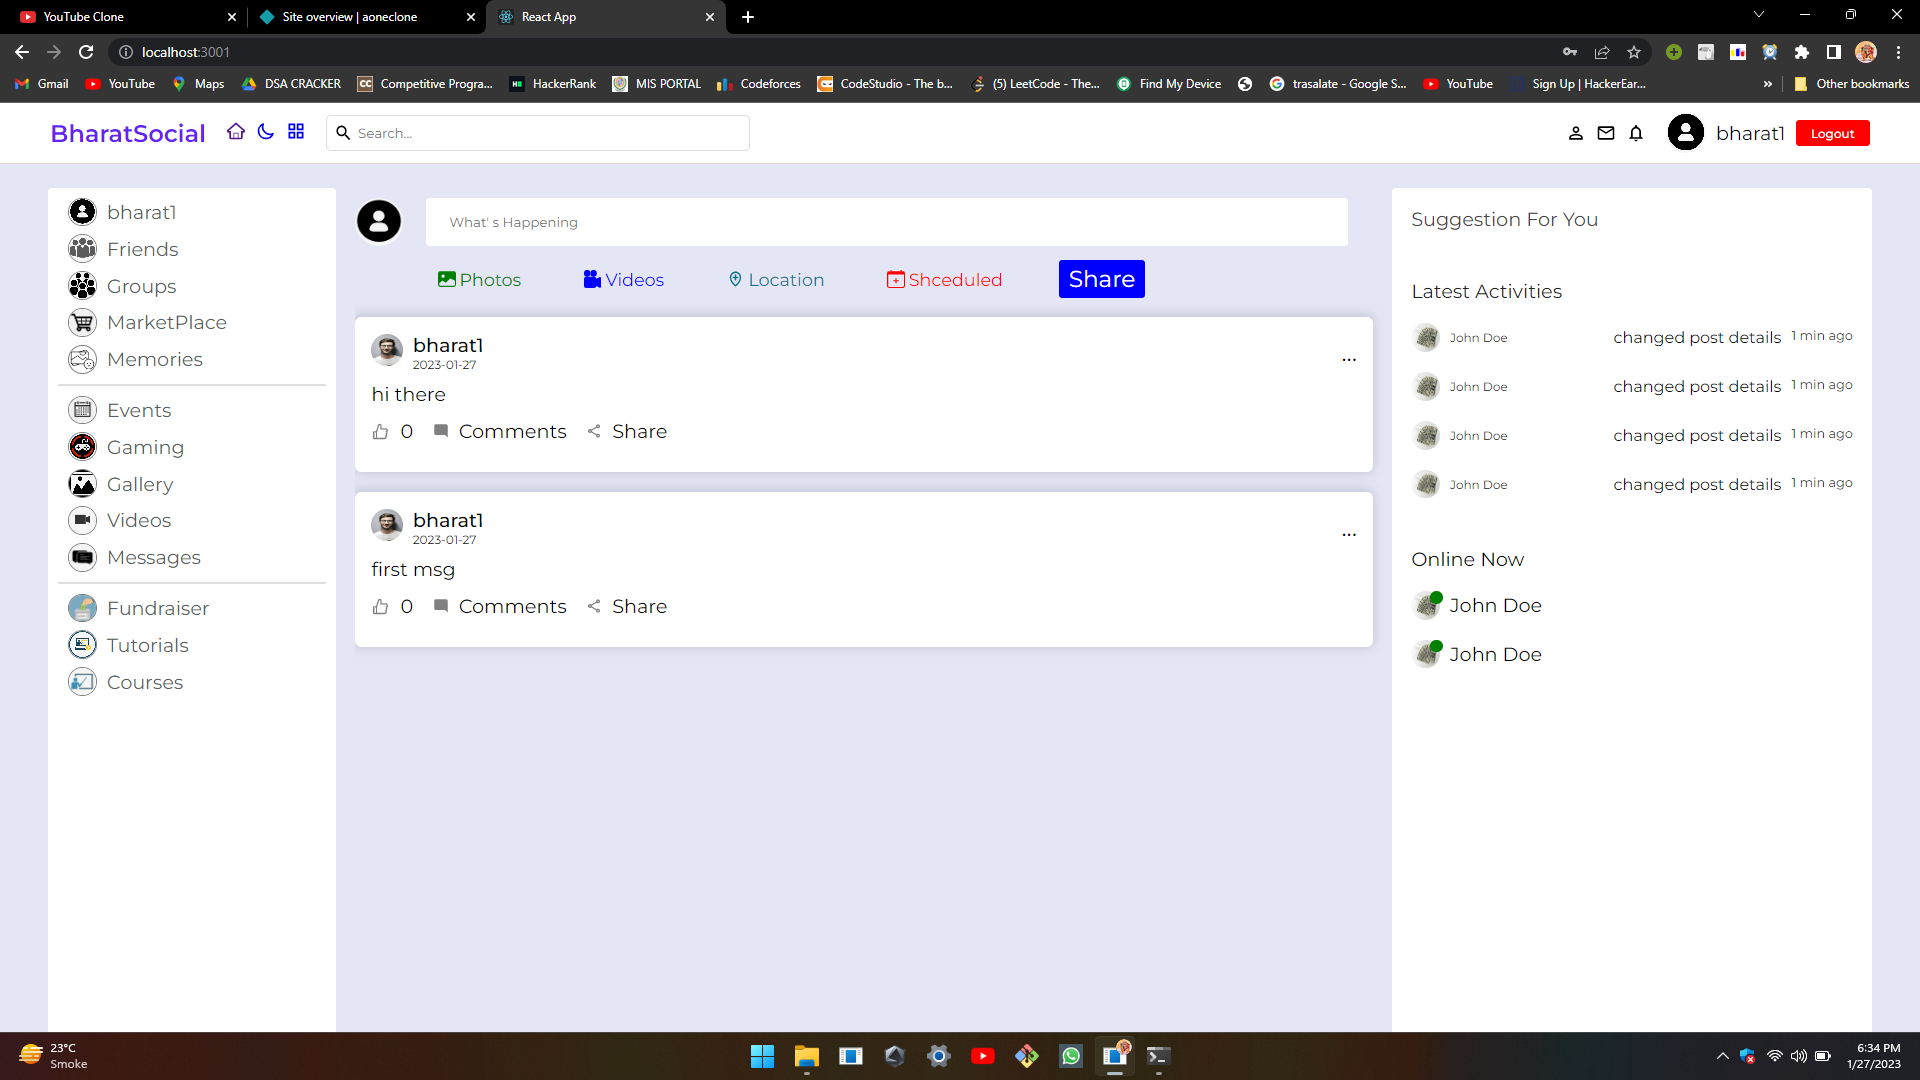 YouTube Clone
Site overview | aoneclone
React App
localhost:3001
Gmail
YouTube
Maps
DSA CRACKER
CC
Competitive Progra...
HackerRank
MIS PORTAL
Codeforces
CodeStudio - The b...
(5) LeetCode - The...
Find My Device
trasalate - Google S...
YouTube
Sign Up | HackerEar...
»
Other bookmarks
BharatSocial
Search...
bharat1
Logout
bharat1
Friends
Groups
MarketPlace
Memories
Events
Gaming
Gallery
Videos
Messages
Fundraiser
Tutorials
Courses
What' s Happening
Photos
Videos
Location
Shceduled
Share
bharat1
2023-01-27
...
hi there
0
Comments
Share
bharat1
2023-01-27
...
first msg
0
Comments
Share
Suggestion For You
Latest Activities
John Doe changed post details 1 min ago
John Doe changed post details 1 min ago
John Doe changed post details 1 min ago
John Doe changed post details 1 min ago
Online Now
John Doe
John Doe
23°C
Smoke
6:34 PM
1/27/2023